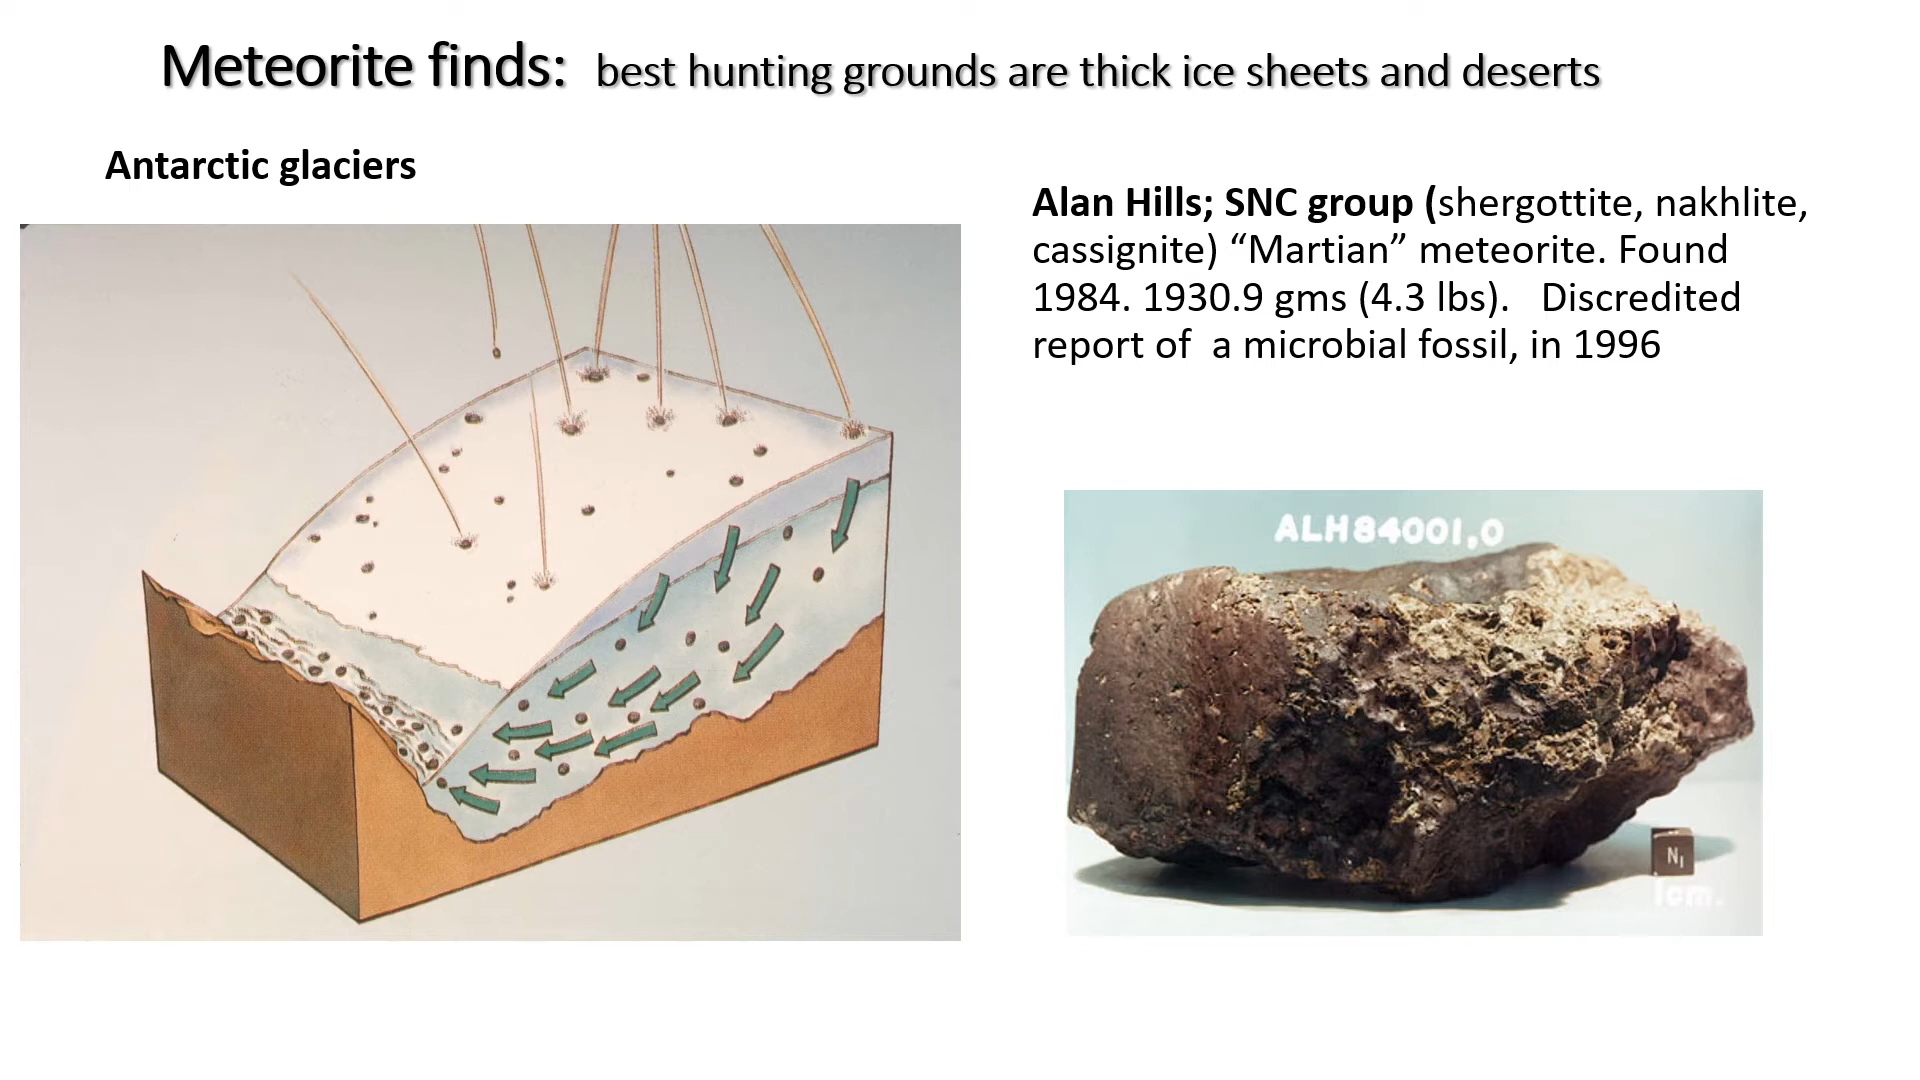 Meteorite finds: best hunting grounds are thick ice sheets and deserts
Antarctic glaciers
Alan Hills; SNC group (shergottite, nakhlite,
cassignite) “Martian” meteorite. Found
1984. 1930.9 gms (4.3 lbs). Discredited
report of a microbial fossil, in 1996
ALH84001,0
N1
1cm.